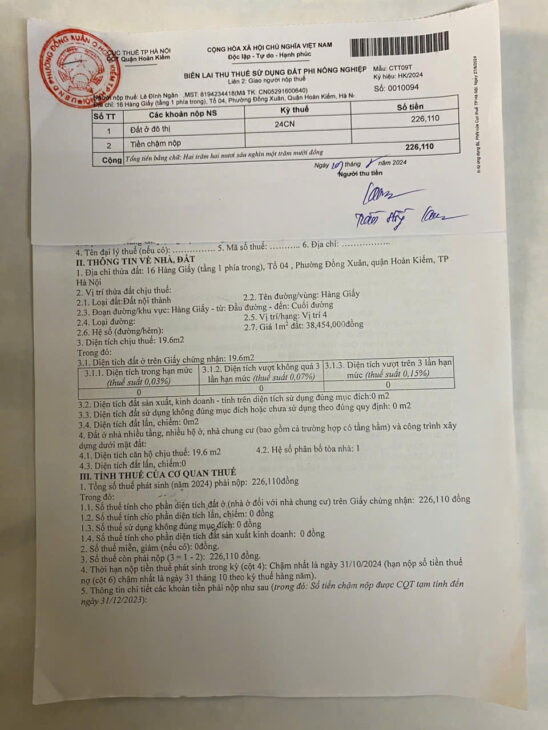 CỤC THUẾ TP HÀ NỘI
CCT Quận Hoàn Kiếm
CỘNG HÒA XÃ HỘI CHỦ NGHĨA VIỆT NAM
Độc lập - Tự do - Hạnh phúc
BIÊN LAI THU THUẾ SỬ DỤNG ĐẤT PHI NÔNG NGHIỆP
Liên 2: Giao người nộp thuế
Mẫu: CTT09T
Ký hiệu: HK/2024
Số: 0010094
nộp thuế: Lê Đình Ngân .MST: 8194234418(Mã TK CN05291600640)
chỉ: 16 Hàng Giấy (tầng 1 phía trong), Tổ 04 , Phường Đồng Xuân, Quận Hoàn Kiếm, Hà N
Số TT Các khoản nộp NS Kỳ thuế Số tiền
1 Đất ở đô thị 24CN 226,110
2 Tiền chậm nộp
Cộng Tổng tiền bằng chữ: Hai trăm hai mươi sáu nghìn một trăm mười đồng 226,110
Ngày tháng năm 2024
Người thu tiền
4. Tên đại lý thuế (nếu có): 5. Mã số thuế: 6. Địa chỉ:
II. THÔNG TIN VỀ NHÀ, ĐẤT
1. Địa chỉ thửa đất: 16 Hàng Giấy (tầng 1 phía trong), Tổ 04 , Phường Đồng Xuân, quận Hoàn Kiếm, TP
Hà Nội
2. Vị trí thửa đất chịu thuế:
2.1. Loại đất:Đất nội thành 2.2. Tên đường/vùng: Hàng Giấy
2.3. Đoạn đường/khu vực: Hàng Giấy - từ: Đầu đường - đến: Cuối đường
2.4. Loại đường: 2.5. Vị trí/hạng: Vị trí 4
2.6. Hệ số (đường/hẻm): 2.7. Giá 1m² đất: 38,454,000đồng
3. Diện tích chịu thuế: 19.6m2
Trong đó:
3.1. Diện tích đất ở trên Giấy chứng nhận: 19.6m2
3.1.1. Diện tích trong hạn mức 3.1.2. Diện tích vượt không quá 3 3.1.3. Diện tích vượt trên 3 lần hạn
(thuế suất 0,03%) lần hạn mức (thuế suất 0,07%) mức (thuế suất 0,15%)
0 0 0
3.2. Diện tích đất sản xuất, kinh doanh - tính trên diện tích sử dụng đúng mục đích:0 m2
3.3. Diện tích đất sử dụng không đúng mục đích hoặc chưa sử dụng theo đúng quy định: 0 m2
3.4. Diện tích đất lấn, chiếm: 0m2
4. Đất ở nhà nhiều tầng, nhiều hộ ở, nhà chung cư (bao gồm cả trường hợp có tầng hầm) và công trình xây
dựng dưới mặt đất:
4.1. Diện tích căn hộ chịu thuế: 19.6 m2 4.2. Hệ số phân bổ tòa nhà: 1
4.3. Diện tích đất lấn, chiếm:0
III. TÍNH THUẾ CỦA CƠ QUAN THUẾ
1. Tổng số thuế phát sinh (năm 2024) phải nộp: 226,110đồng
Trong đó:
1.1. Số thuế tính cho phần diện tích đất ở (nhà ở đối với nhà chung cư) trên Giấy chứng nhận: 226,110 đồng
1.2. Số thuế tính cho phần diện tích lấn, chiếm: 0 đồng
1.3. Số thuế sử dụng không đúng mục đích: 0 đồng
1.4. Số thuế tính cho phần diện tích đất sản xuất kinh doanh: 0 đồng
2. Số thuế miễn, giảm (nếu có): 0đồng.
3. Số thuế còn phải nộp (3 = 1 - 2): 226,110đồng.
4. Thời hạn nộp tiền thuế phát sinh trong kỳ (cột 4): Chậm nhất là ngày 31/10/2024 (hạn nộp số tiền thuế
nợ (cột 6) chậm nhất là ngày 31 tháng 10 theo kỳ thuế hàng năm).
5. Thông tin chi tiết các khoản tiền phải nộp như sau (trong đó: Số tiền chậm nộp được CQT tạm tính đến
ngày 31/12/2023):